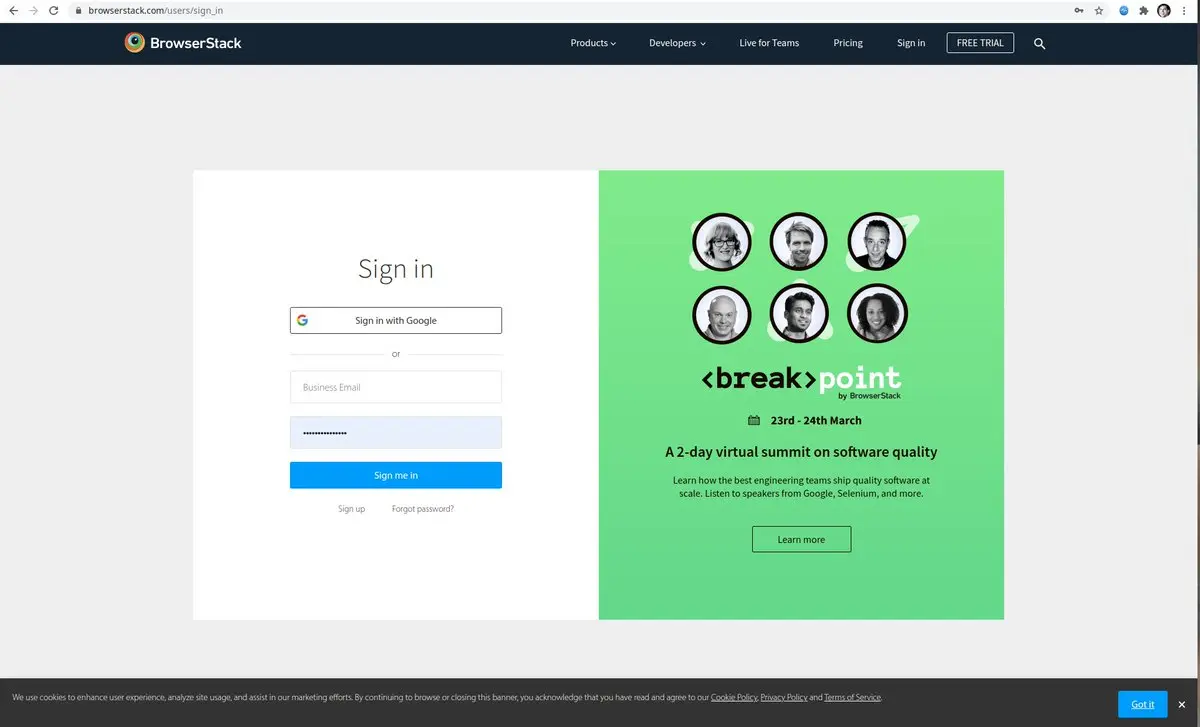 browserstack.com/users/sign_in
BrowserStack
Products
Developers
Live for Teams
Pricing
Sign in
FREE TRIAL
Sign in
Sign in with Google
or
Business Email
•••••••••••••••
Sign me in
Sign up
Forgot password?
<break>point
by BrowserStack
23rd - 24th March
A 2-day virtual summit on software quality
Learn how the best engineering teams ship quality software at
scale. Listen to speakers from Google, Selenium, and more.
Learn more
We use cookies to enhance user experience, analyze site usage, and assist in our marketing efforts. By continuing to browse or closing this banner, you acknowledge that you have read and agree to our Cookie Policy, Privacy Policy and Terms of Service.
Got it